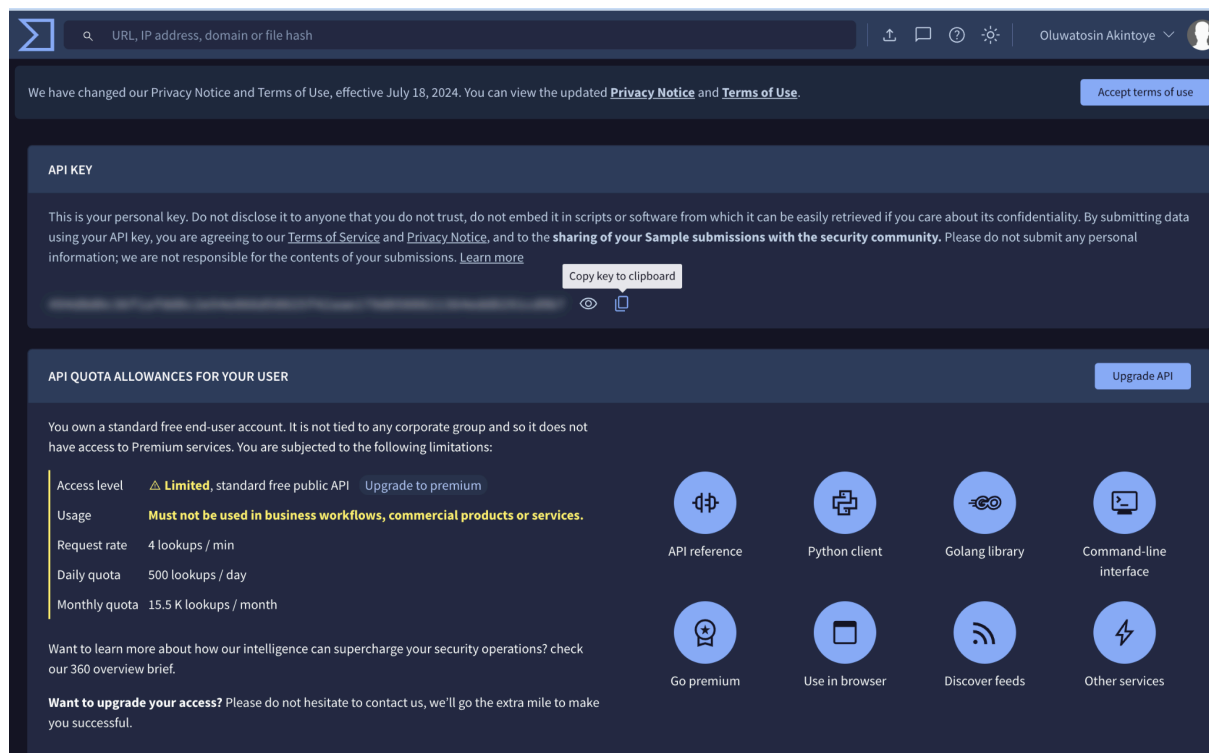 URL, IP address, domain or file hash
Oluwatosin Akintoye
We have changed our Privacy Notice and Terms of Use, effective July 18, 2024. You can view the updated Privacy Notice and Terms of Use.
Accept terms of use
API KEY
This is your personal key. Do not disclose it to anyone that you do not trust, do not embed it in scripts or software from which it can be easily retrieved if you care about its confidentiality. By submitting data
using your API key, you are agreeing to our Terms of Service and Privacy Notice, and to the sharing of your Sample submissions with the security community. Please do not submit any personal
information; we are not responsible for the contents of your submissions. Learn more
Copy key to clipboard
API QUOTA ALLOWANCES FOR YOUR USER
Upgrade API
You own a standard free end-user account. It is not tied to any corporate group and so it does not
have access to Premium services. You are subjected to the following limitations:
Access level Limited, standard free public API Upgrade to premium
Usage Must not be used in business workflows, commercial products or services.
Request rate 4 lookups / min
Daily quota 500 lookups / day
Monthly quota 15.5 K lookups / month
Want to learn more about how our intelligence can supercharge your security operations? check
our 360 overview brief.
Want to upgrade your access? Please do not hesitate to contact us, we'll go the extra mile to make
you successful.
API reference
Python client
Golang library
Command-line
interface
Go premium
Use in browser
Discover feeds
Other services